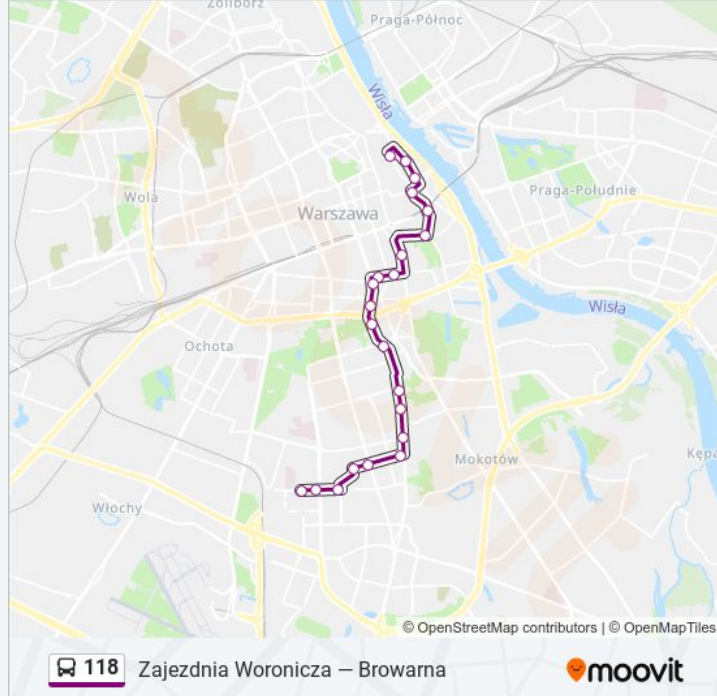 Żoliborz
Praga-Północ
Wisła
Praga-Południe
Wola
Warszawa
Wisła
Ochota
Mokotów
Kępa
Włochy
© OpenStreetMap contributors | © OpenMapTiles
118 Zajezdnia Woronicza — Browarna
moovit